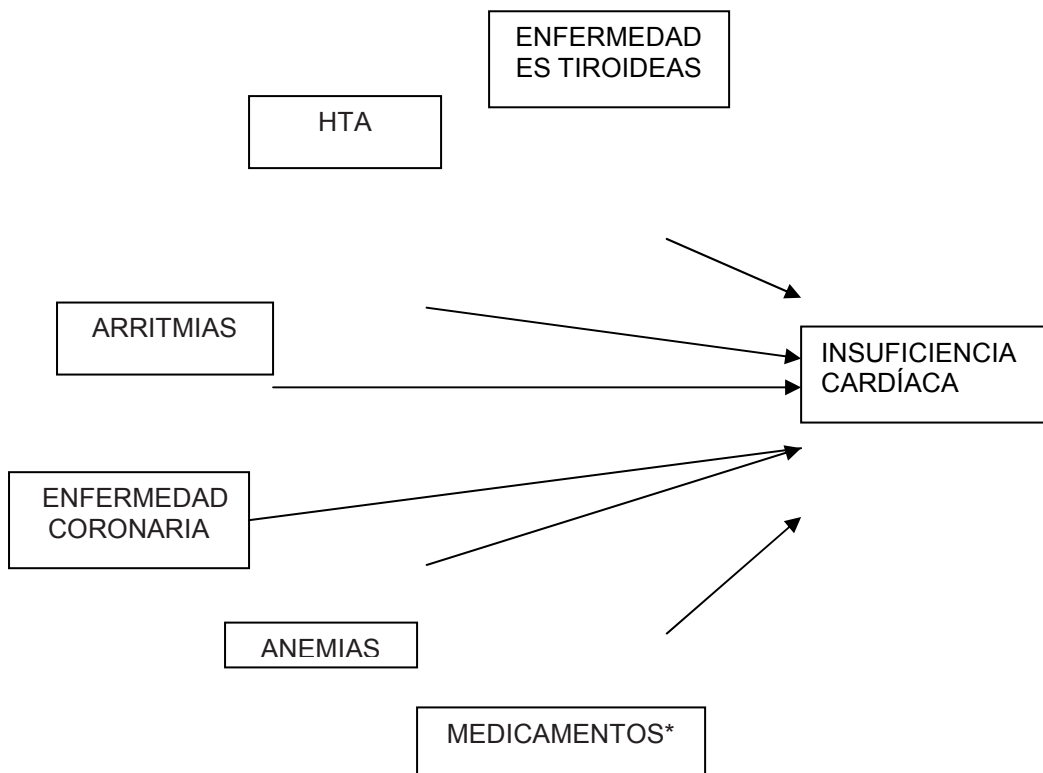 ENFERMEDAD
ES TIROIDEAS
HTA
ARRITMIAS
INSUFICIENCIA
CARDÍACA
ENFERMEDAD
CORONARIA
ANEMIAS
MEDICAMENTOS*